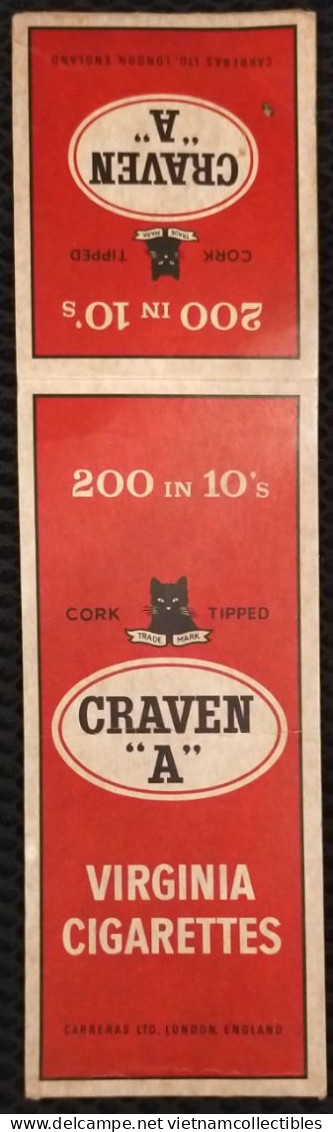 CARRERAS LTD. LONDON, ENGLAND
CRAVEN
"A"
CORK TRADE MARK TIPPED
200 IN 10's
200 IN 10's
CORK TRADE MARK TIPPED
CRAVEN
"A"
VIRGINIA
CIGARETTES
CARRERAS LTD. LONDON, ENGLAND
www.delcampe.net vietnamcollectibles